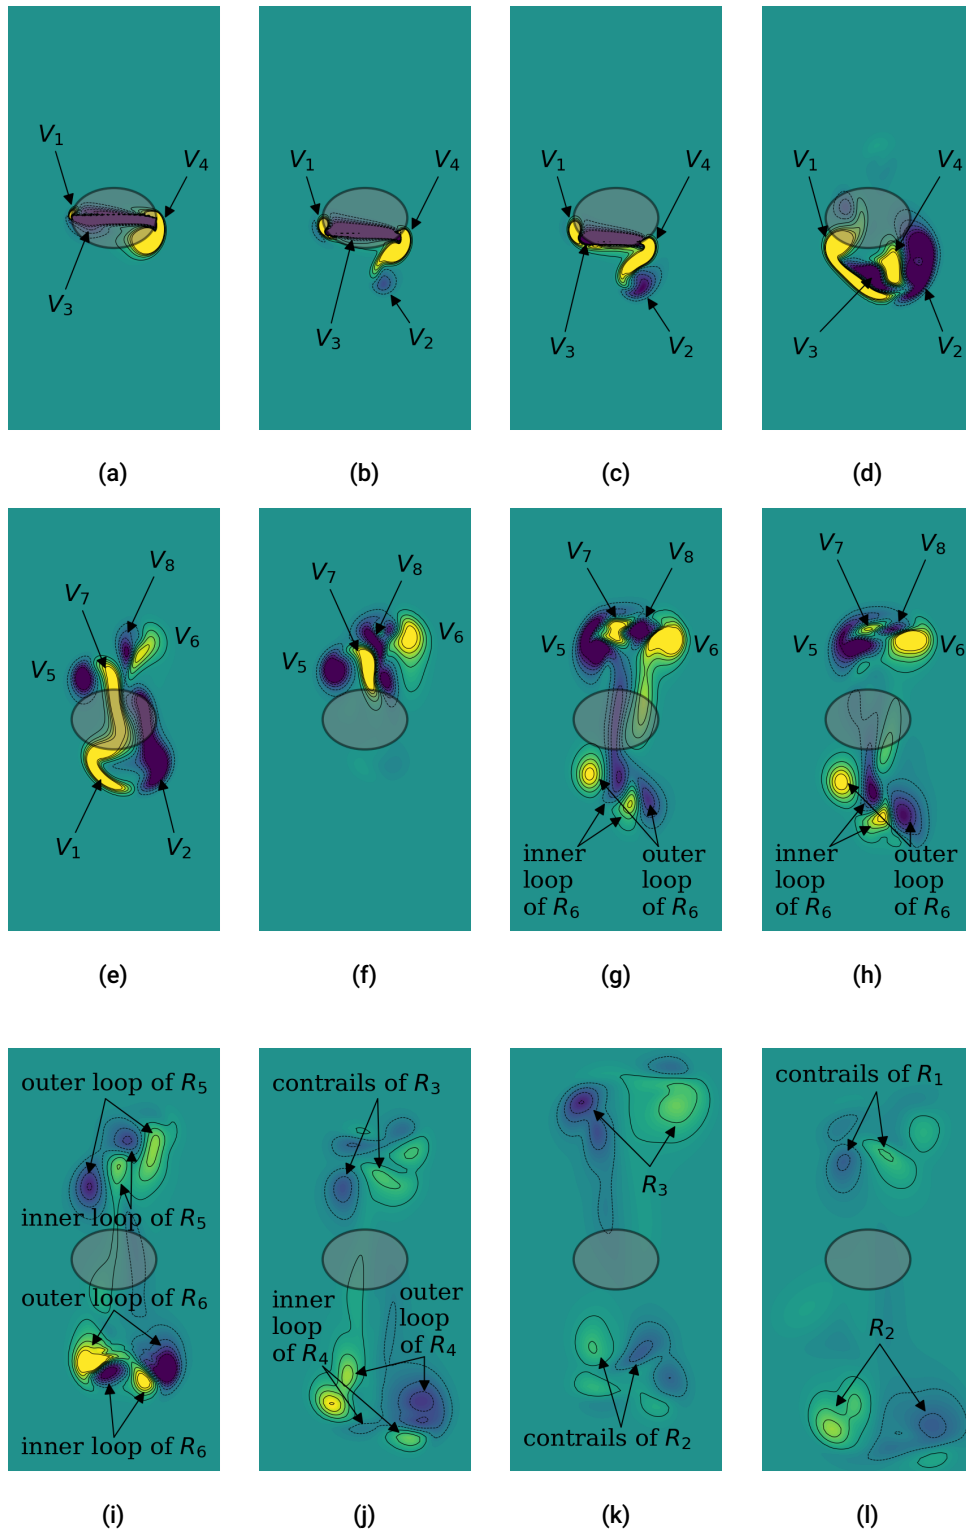 V1 V4
V3
(a)
V1 V4
V3 V2
(b)
V1 V4
V3 V2
(c)
V1 V4
V3 V2
(d)
V8
V7
V6
V5
V1 V2
(e)
V7 V8
V6
V5
(f)
V7 V8
V5 V6
inner outer
loop loop
of R6 of R6
(g)
V7 V8
V5 V6
inner outer
loop loop
of R6 of R6
(h)
outer loop of R5
inner loop of R5
outer loop of R6
inner loop of R6
(i)
contrails of R3
inner outer
loop loop
of R4 of R4
(j)
R3
contrails of R2
(k)
contrails of R1
R2
(l)